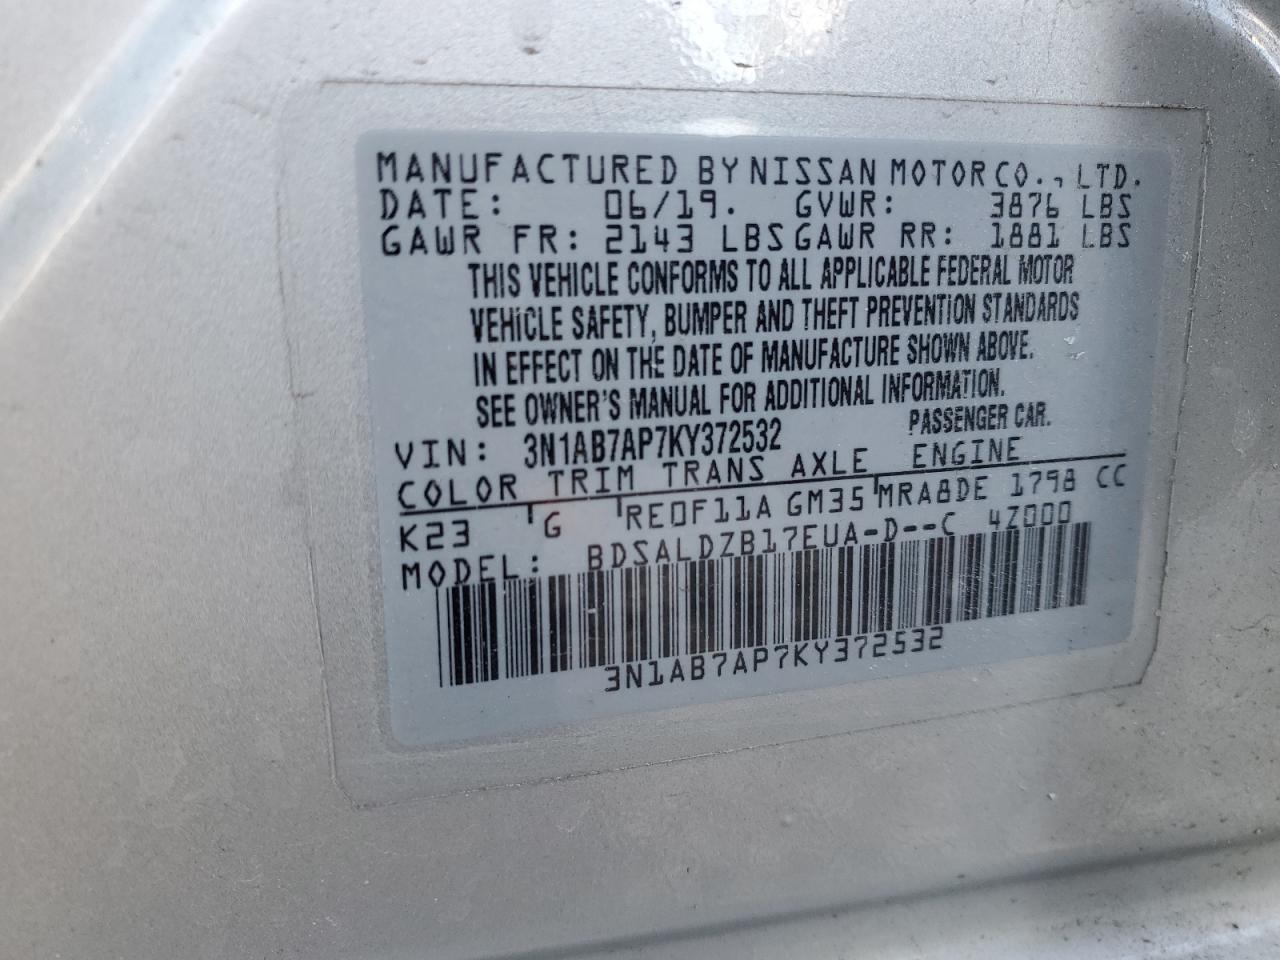 MANUFACTURED BY NISSAN MOTOR CO., LTD.
DATE: 06/19. GVWR: 3876 LBS
GAWR FR: 2143 LBS GAWR RR: 1881 LBS
THIS VEHICLE CONFORMS TO ALL APPLICABLE FEDERAL MOTOR
VEHICLE SAFETY, BUMPER AND THEFT PREVENTION STANDARDS
IN EFFECT ON THE DATE OF MANUFACTURE SHOWN ABOVE.
SEE OWNER'S MANUAL FOR ADDITIONAL INFORMATION.
VIN: 3N1AB7AP7KY372532 PASSENGER CAR.
COLOR TRIM TRANS AXLE ENGINE
K23 G RE0F11A GM35 MRA8DE 1798 CC
MODEL: BDSALDZB17EUA-D--C 4Z000
3N1AB7AP7KY372532